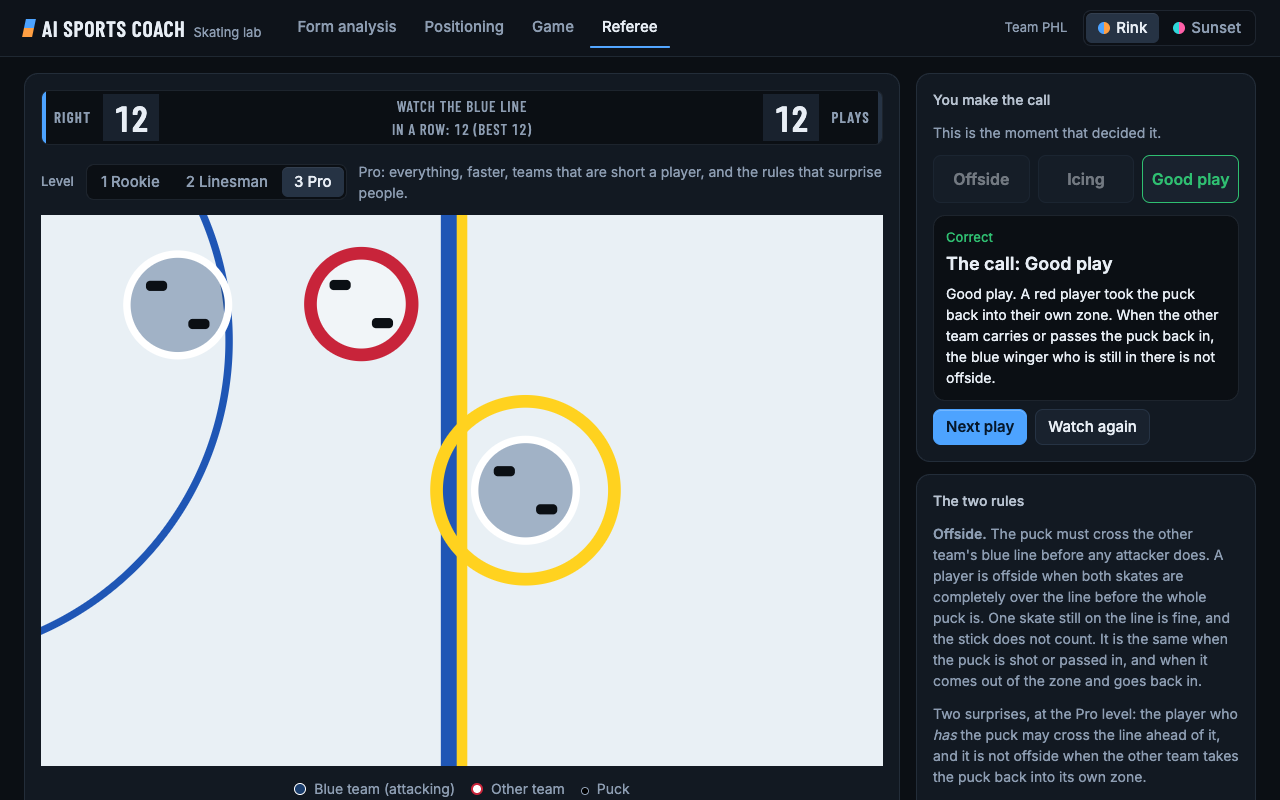 AI SPORTS COACH Skating lab Form analysis Positioning Game Referee Team PHL Rink Sunset
RIGHT 12 WATCH THE BLUE LINE 12 PLAYS
IN A ROW: 12 (BEST 12)
Level 1 Rookie 2 Linesman 3 Pro Pro: everything, faster, teams that are short a player, and the rules that surprise
people.
Blue team (attacking) Other team Puck
You make the call
This is the moment that decided it.
Offside Icing Good play
Correct
The call: Good play
Good play. A red player took the puck
back into their own zone. When the other
team carries or passes the puck back in,
the blue winger who is still in there is not
offside.
Next play Watch again
The two rules
Offside. The puck must cross the other
team's blue line before any attacker does. A
player is offside when both skates are
completely over the line before the whole
puck is. One skate still on the line is fine, and
the stick does not count. It is the same when
the puck is shot or passed in, and when it
comes out of the zone and goes back in.
Two surprises, at the Pro level: the player who
has the puck may cross the line ahead of it,
and it is not offside when the other team takes
the puck back into its own zone.